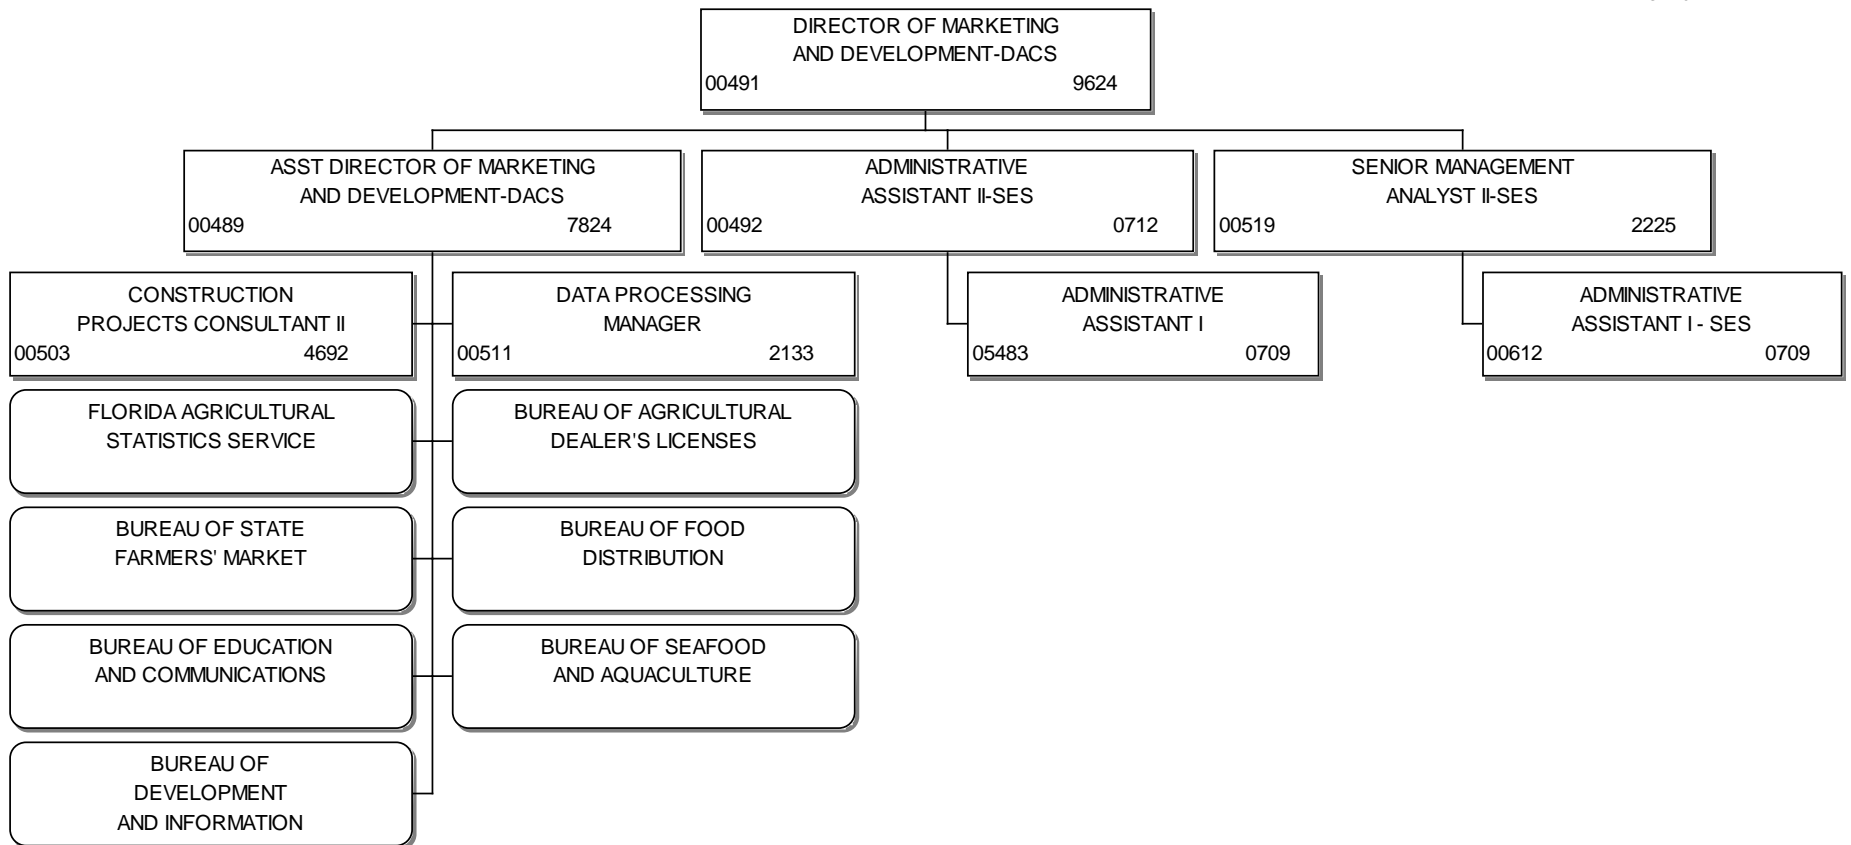 DIRECTOR OF MARKETING
AND DEVELOPMENT-DACS
00491 9624
ASST DIRECTOR OF MARKETING
AND DEVELOPMENT-DACS
00489 7824
ADMINISTRATIVE
ASSISTANT II-SES
00492 0712
SENIOR MANAGEMENT
ANALYST II-SES
00519 2225
CONSTRUCTION
PROJECTS CONSULTANT II
00503 4692
DATA PROCESSING
MANAGER
00511 2133
ADMINISTRATIVE
ASSISTANT I
05483 0709
ADMINISTRATIVE
ASSISTANT I - SES
00612 0709
FLORIDA AGRICULTURAL
STATISTICS SERVICE
BUREAU OF AGRICULTURAL
DEALER'S LICENSES
BUREAU OF STATE
FARMERS' MARKET
BUREAU OF FOOD
DISTRIBUTION
BUREAU OF EDUCATION
AND COMMUNICATIONS
BUREAU OF SEAFOOD
AND AQUACULTURE
BUREAU OF
DEVELOPMENT
AND INFORMATION